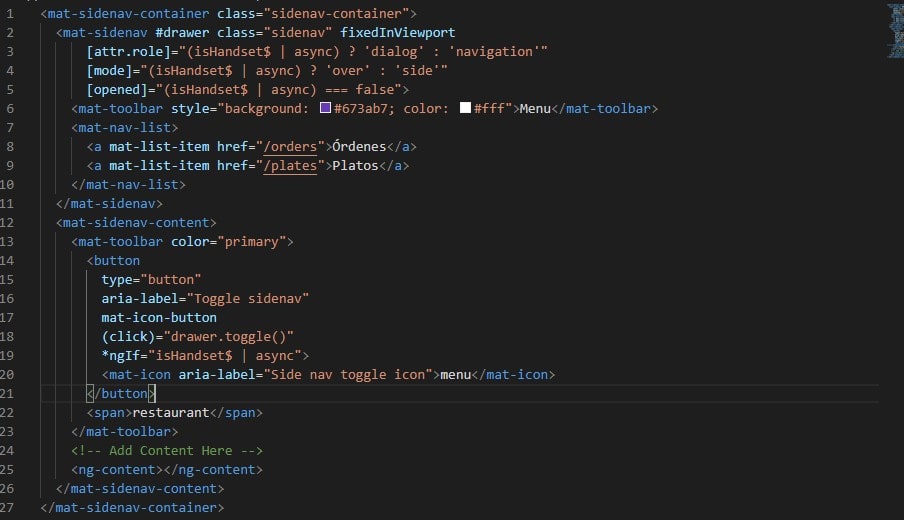 1 <mat-sidenav-container class="sidenav-container">
2 <mat-sidenav #drawer class="sidenav" fixedInViewport
3 [attr.role]="(isHandset$ | async) ? 'dialog' : 'navigation'"
4 [mode]="(isHandset$ | async) ? 'over' : 'side'"
5 [opened]="(isHandset$ | async) === false">
6 <mat-toolbar style="background: #673ab7; color: #fff">Menu</mat-toolbar>
7 <mat-nav-list>
8 <a mat-list-item href="/orders">Órdenes</a>
9 <a mat-list-item href="/plates">Platos</a>
10 </mat-nav-list>
11 </mat-sidenav>
12 <mat-sidenav-content>
13 <mat-toolbar color="primary">
14 <button
15 type="button"
16 aria-label="Toggle sidenav"
17 mat-icon-button
18 (click)="drawer.toggle()"
19 *ngIf="isHandset$ | async">
20 <mat-icon aria-label="Side nav toggle icon">menu</mat-icon>
21 </button>
22 <span>restaurant</span>
23 </mat-toolbar>
24 <!-- Add Content Here -->
25 <ng-content></ng-content>
26 </mat-sidenav-content>
27 </mat-sidenav-container>